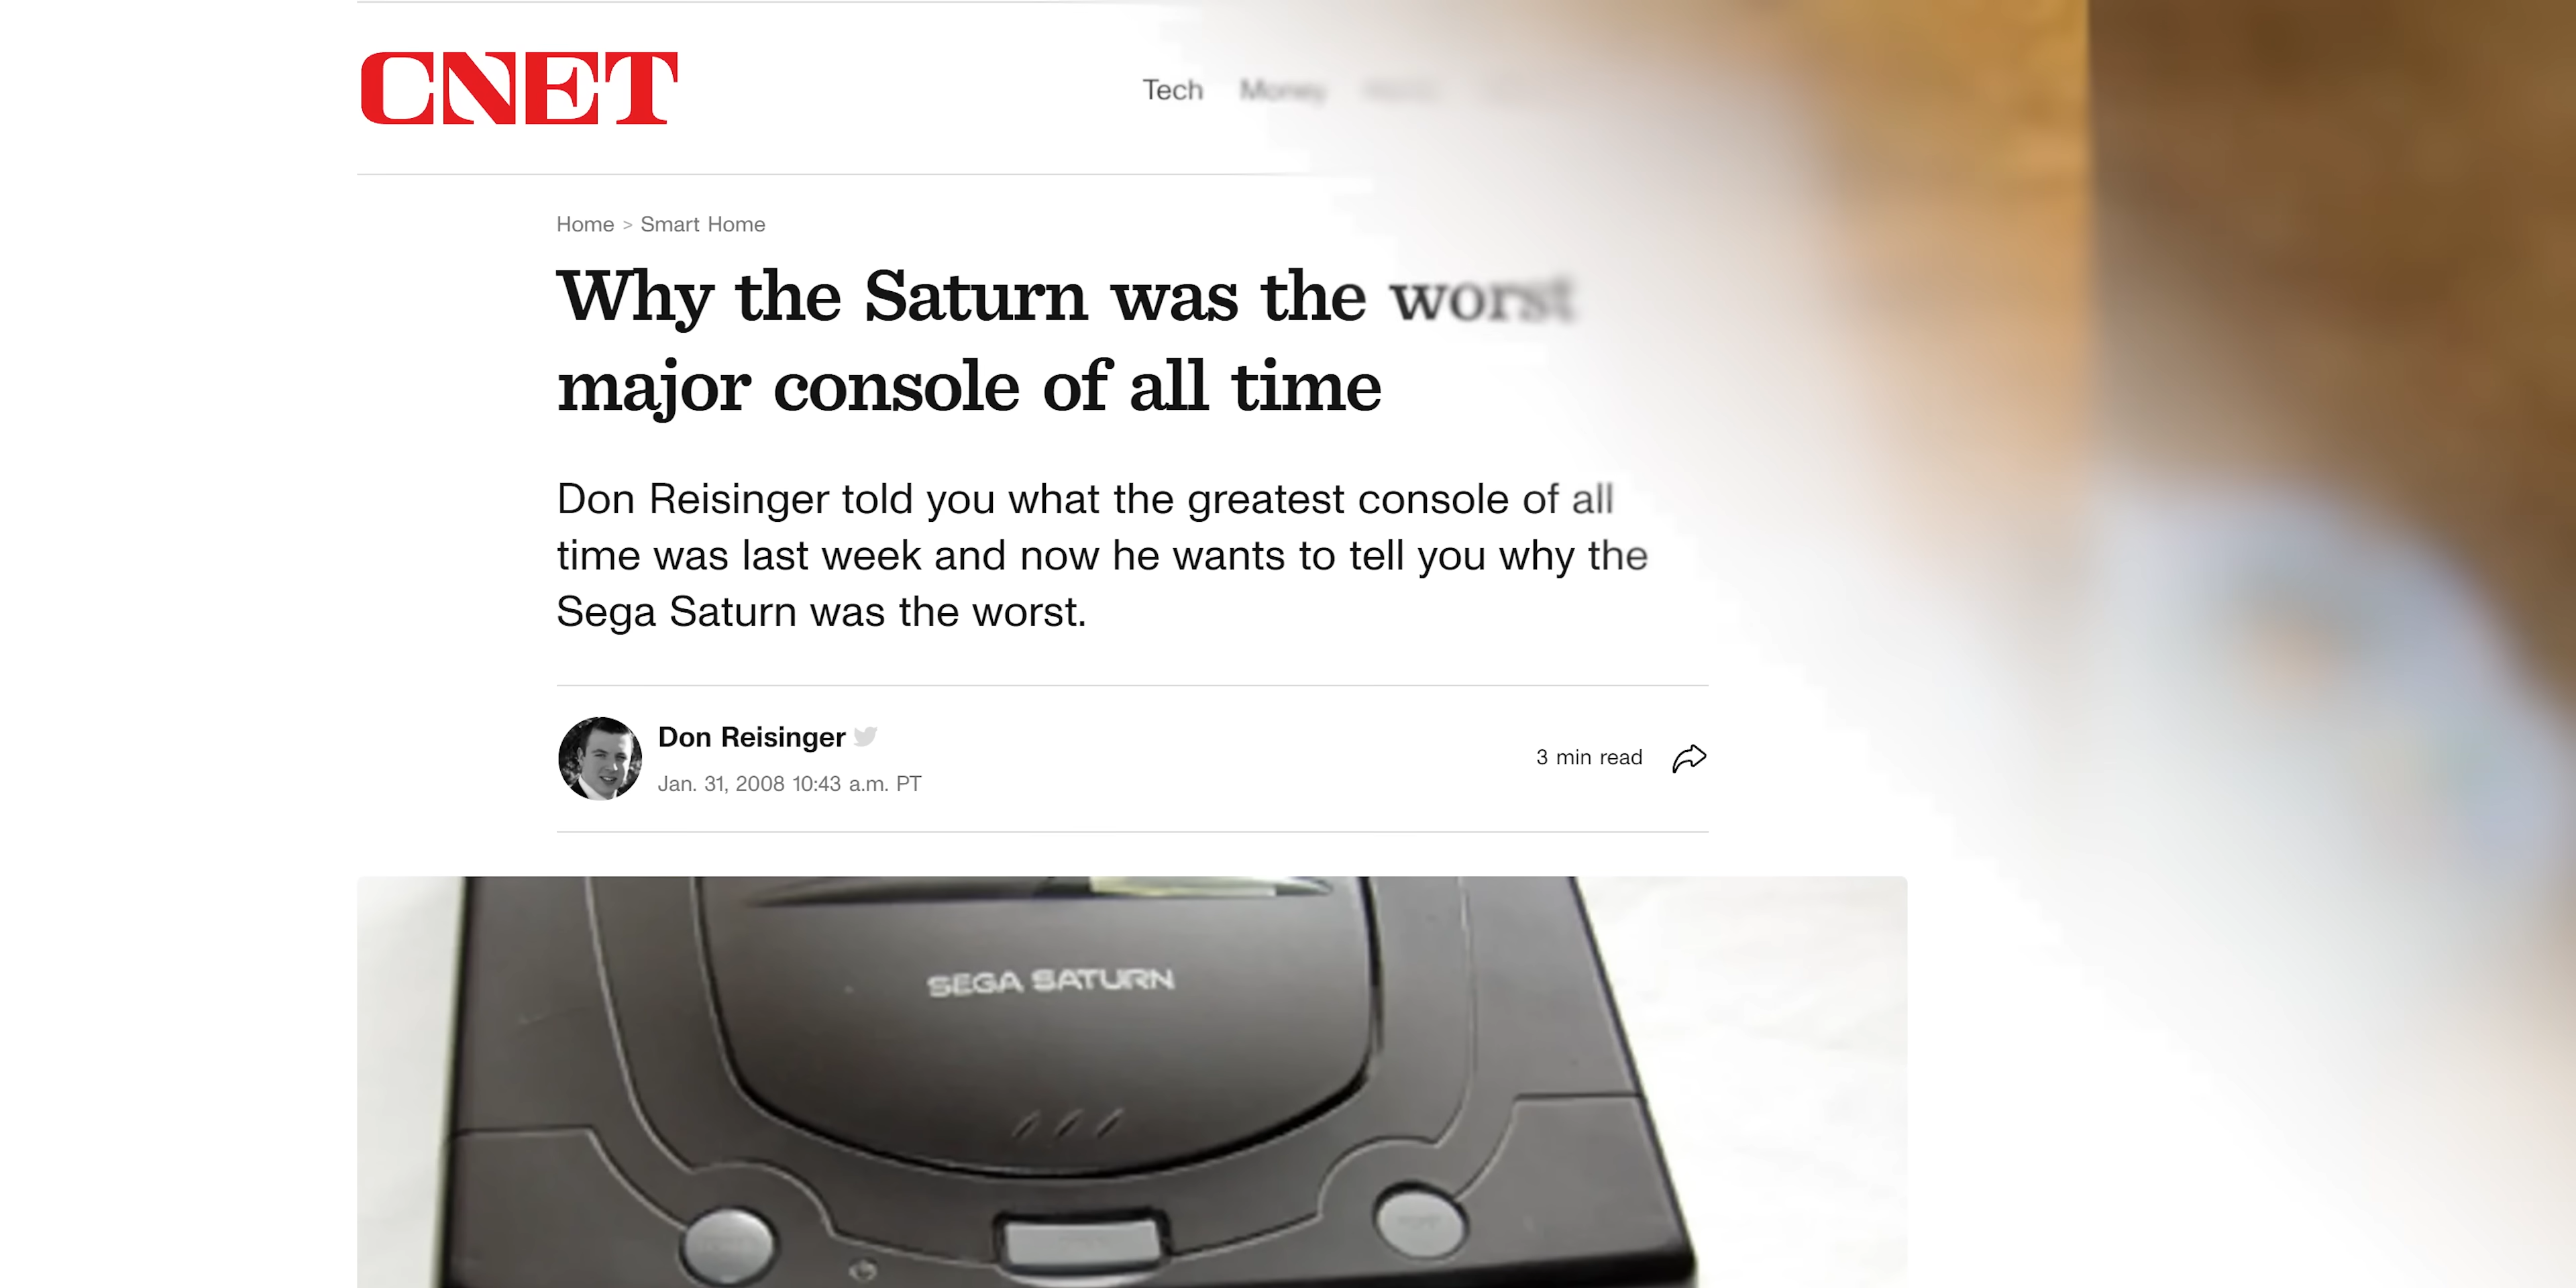 CNET
Tech Money
Home > Smart Home
Why the Saturn was the worst
major console of all time
Don Reisinger told you what the greatest console of all
time was last week and now he wants to tell you why the
Sega Saturn was the worst.
Don Reisinger
Jan. 31, 2008 10:43 a.m. PT
3 min read
SEGA SATURN